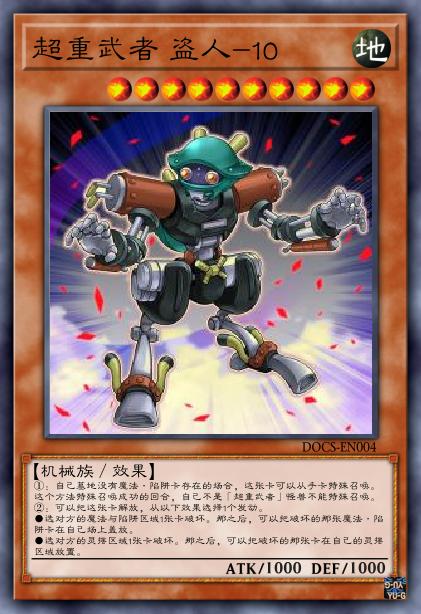 超重武者 盗人-10
地
DOCS-EN004
【机械族/效果】
①：自己墓地没有魔法·陷阱卡存在的场合，这张卡可以从手卡特殊召唤。
这个方法特殊召唤成功的回合，自己不是「超重武者」怪兽不能特殊召唤。
②：可以把这张卡解放，从以下效果选择1个发动。
●选对方的魔法与陷阱区域1张卡破坏。那之后，可以把破坏的那张魔法·陷
阱卡在自己场上盖放。
●选对方的灵摆区域1张卡破坏。那之后，可以把破坏的那张卡在自己的灵摆
区域放置。
ATK/1000 DEF/1000